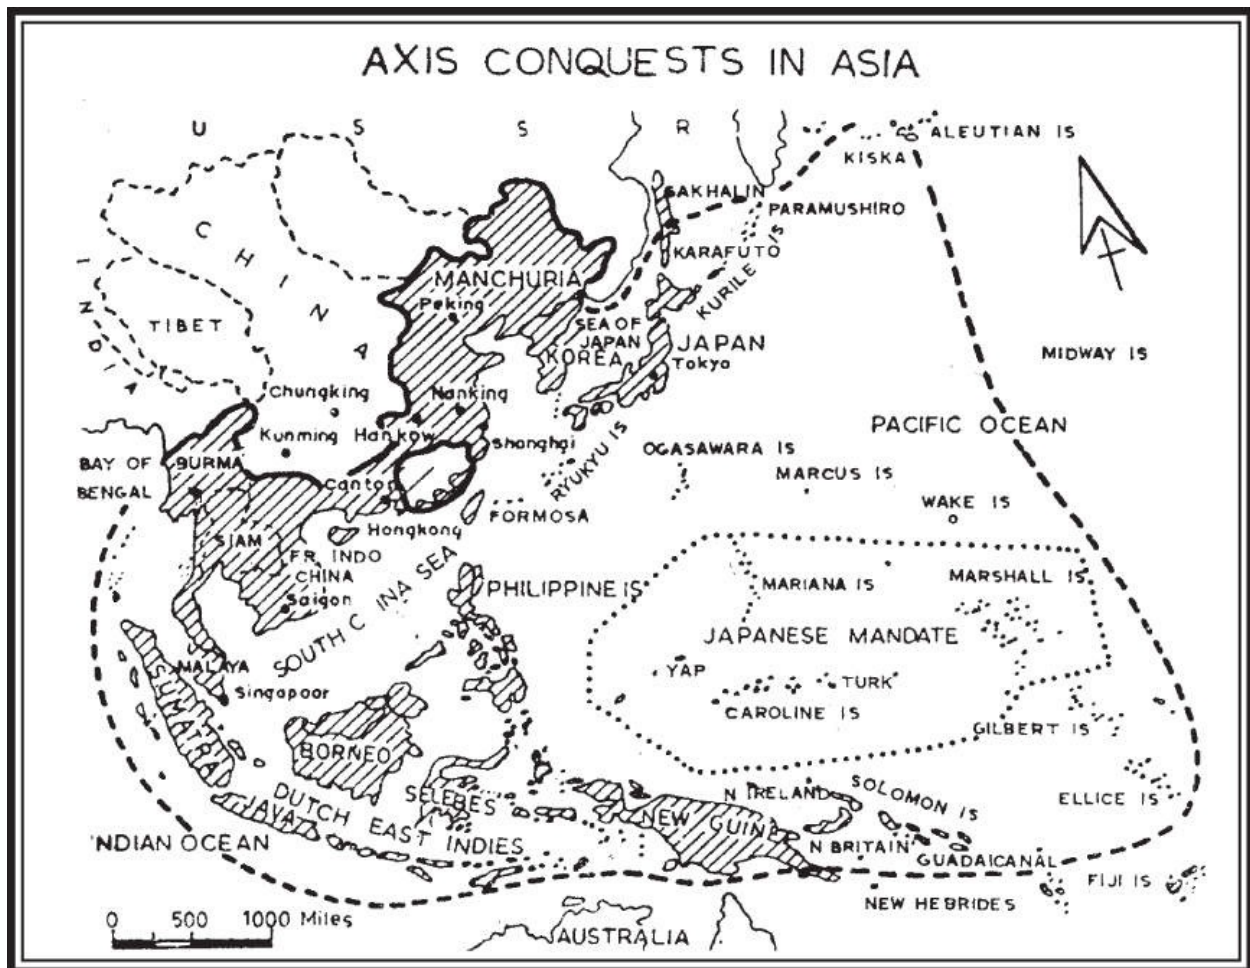 AXIS CONQUESTS IN ASIA
U S S R
ALEUTIAN IS
KISKA
SAKHALIN
PARAMUSHIRO
CHINA
KARAFUTO
KURILE IS
MANCHURIA
Peking
INDIA
TIBET
SEA OF
JAPAN
KOREA
JAPAN
Tokyo
MIDWAY IS
Chungking
Nanking
Kunming
Hankow
Shanghai
PACIFIC OCEAN
BAY OF
BENGAL
BURMA
RYUKYU IS
OGASAWARA IS
MARCUS IS
WAKE IS
Canton
Hongkong
FORMOSA
SIAM
FR. INDO
CHINA
Saigon
SOUTH C INA SEA
PHILIPPINE IS
MARIANA IS
MARSHALL IS
JAPANESE MANDATE
YAP
TURK
CAROLINE IS
GILBERT IS
MALAYA
Singapoor
SUMATRA
BORNEO
DUTCH EAST INDIES
SELEBES
JAVA
NEW GUIN
N IRELAND
SOLOMON IS
ELLICE IS
N BRITAIN
GUADAICANAL
'NDIAN OCEAN
FIJI IS
NEW HEBRIDES
AUSTRALIA
0 500 1000 Miles